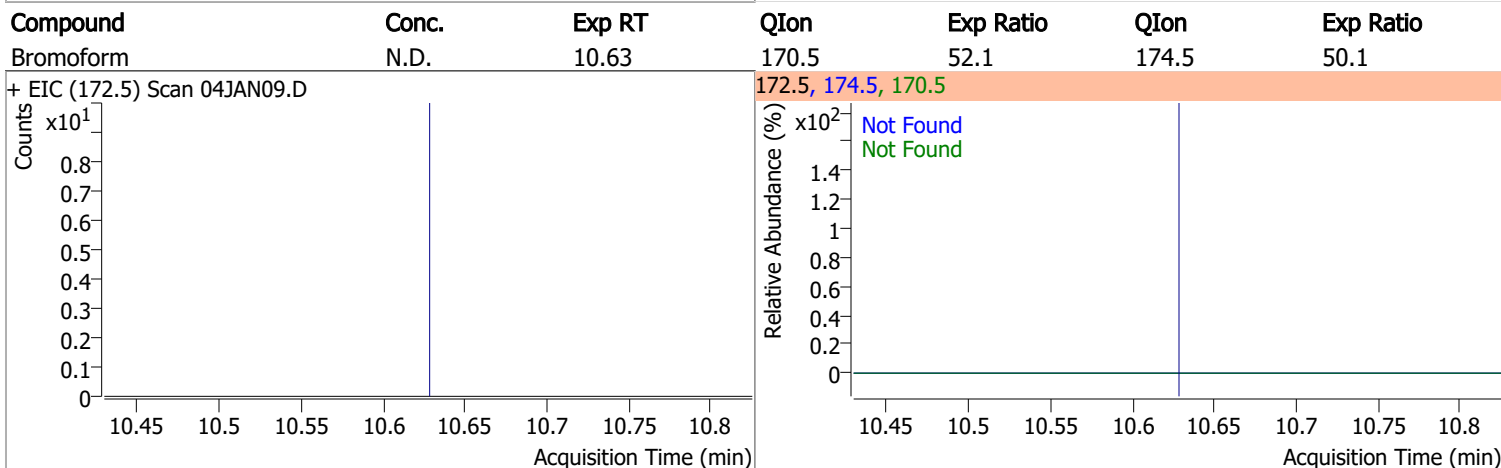 Compound Conc. Exp RT QIon Exp Ratio QIon Exp Ratio
Bromoform N.D. 10.63 170.5 52.1 174.5 50.1
+ EIC (172.5) Scan 04JAN09.D
Counts
x10¹
0.8
0.7
0.6
0.5
0.4
0.3
0.2
0.1
0
10.45 10.5 10.55 10.6 10.65 10.7 10.75 10.8
Acquisition Time (min)
172.5, 174.5, 170.5
Relative Abundance (%)
x10²
Not Found
Not Found
1.4
1.2
1
0.8
0.6
0.4
0.2
0
10.45 10.5 10.55 10.6 10.65 10.7 10.75 10.8
Acquisition Time (min)